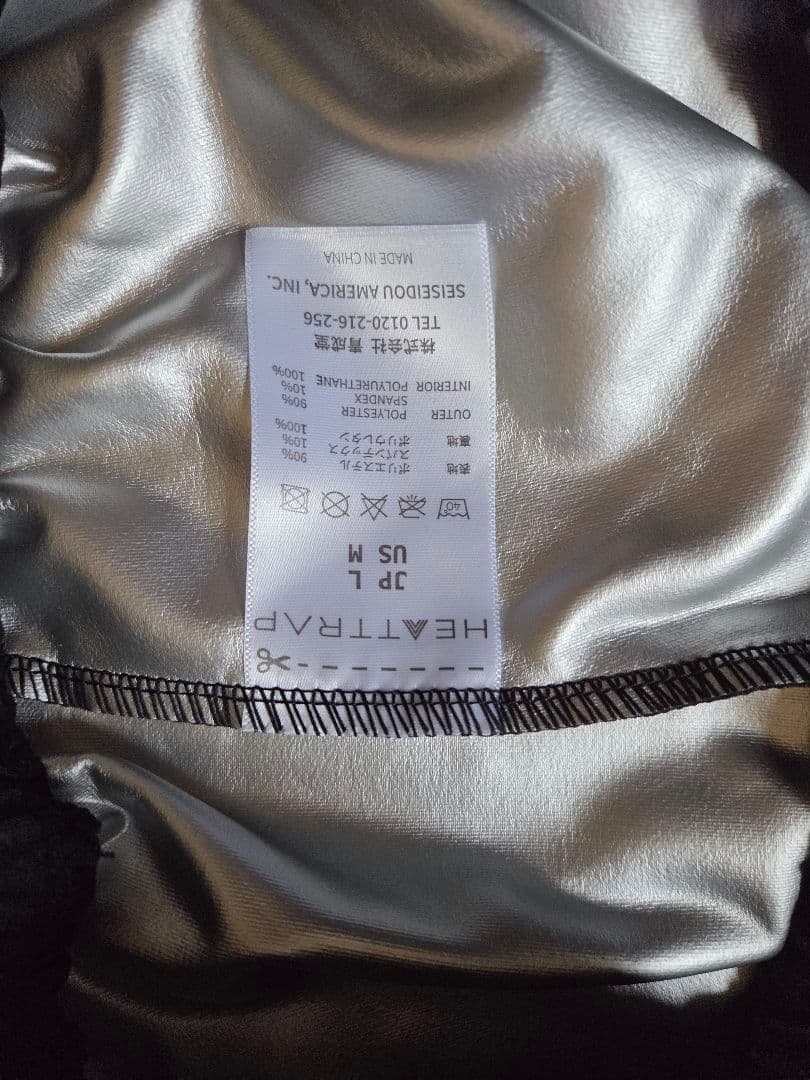 HEATTRAP
JP L
US M
40
表地 ポリエステル 90%
スパンデックス 10%
裏地 ポリウレタン 100%
OUTER POLYESTER 90%
SPANDEX 10%
INTERIOR POLYURETHANE 100%
株式会社 青成堂
TEL 0120-216-256
SEISEIDOU AMERICA, INC.
MADE IN CHINA